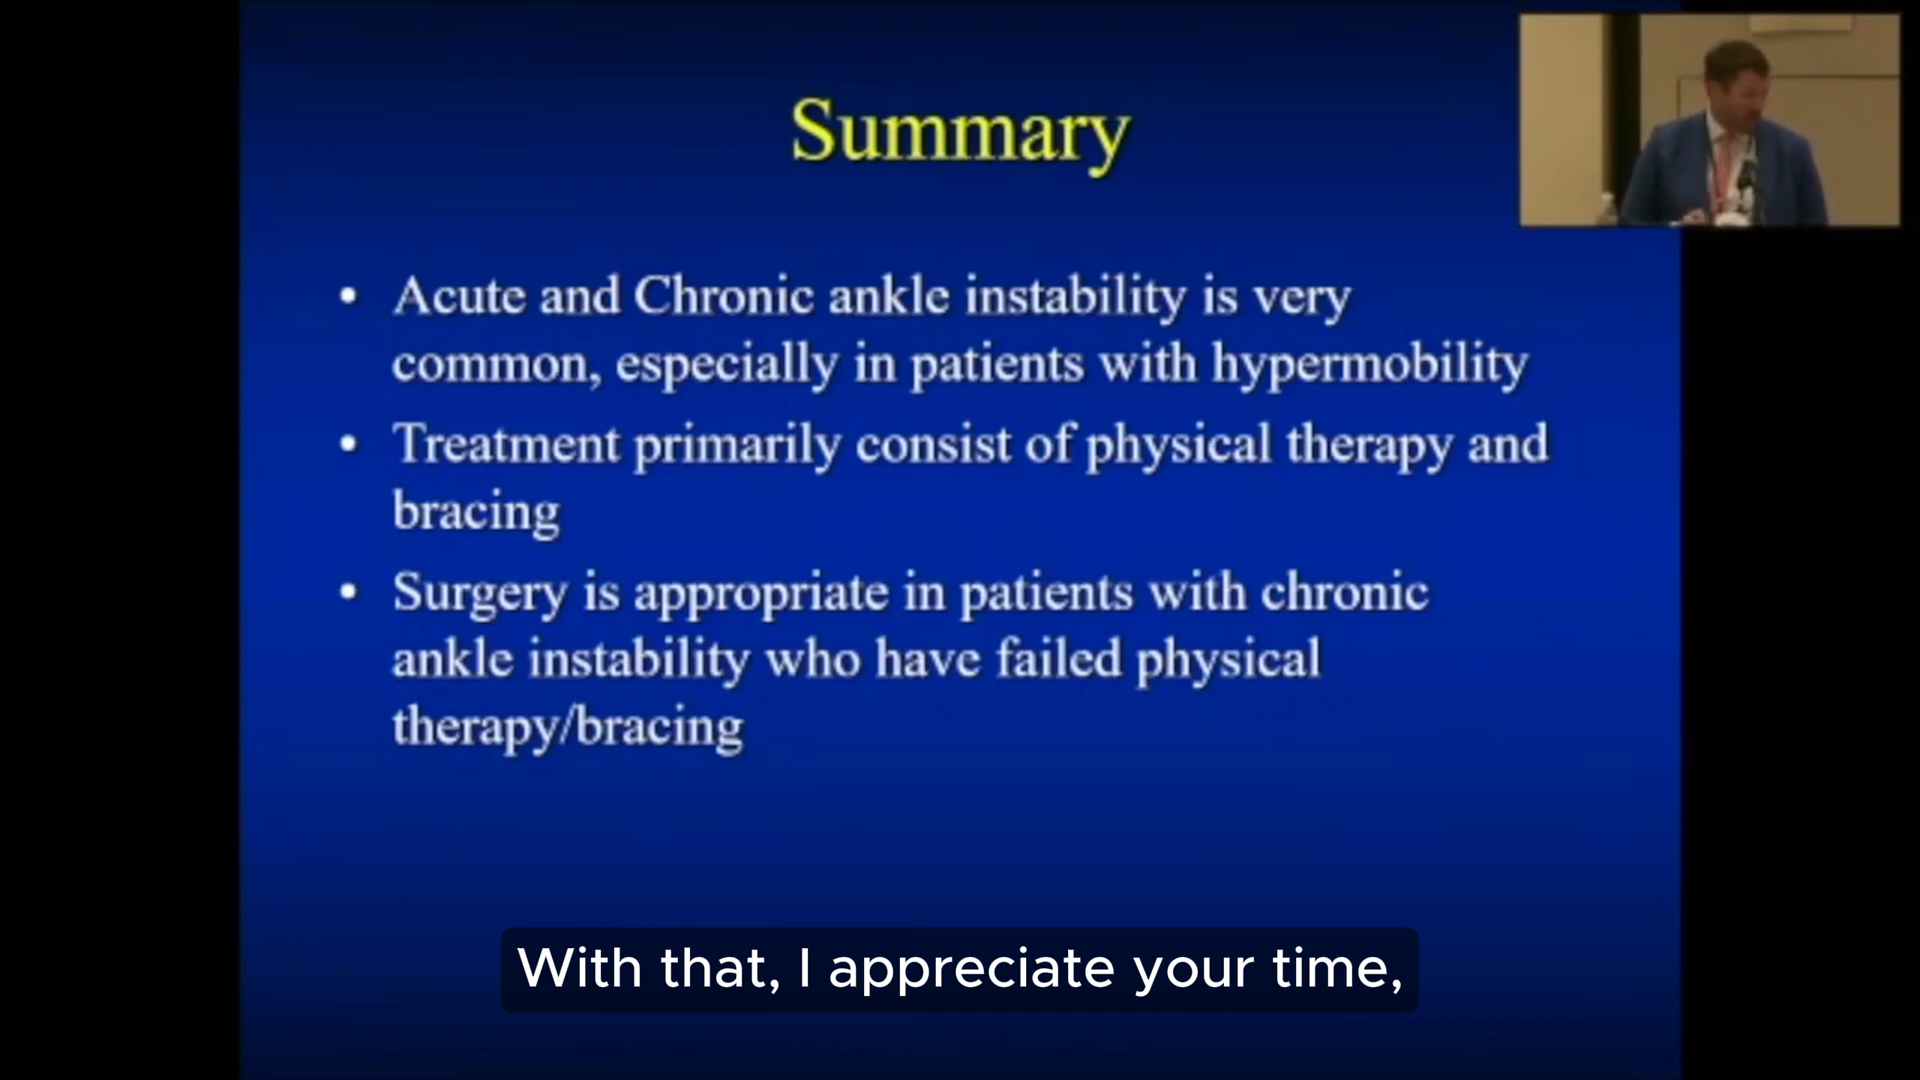 Summary
• Acute and Chronic ankle instability is very
common, especially in patients with hypermobility
• Treatment primarily consist of physical therapy and
bracing
• Surgery is appropriate in patients with chronic
ankle instability who have failed physical
therapy/bracing
With that, I appreciate your time,